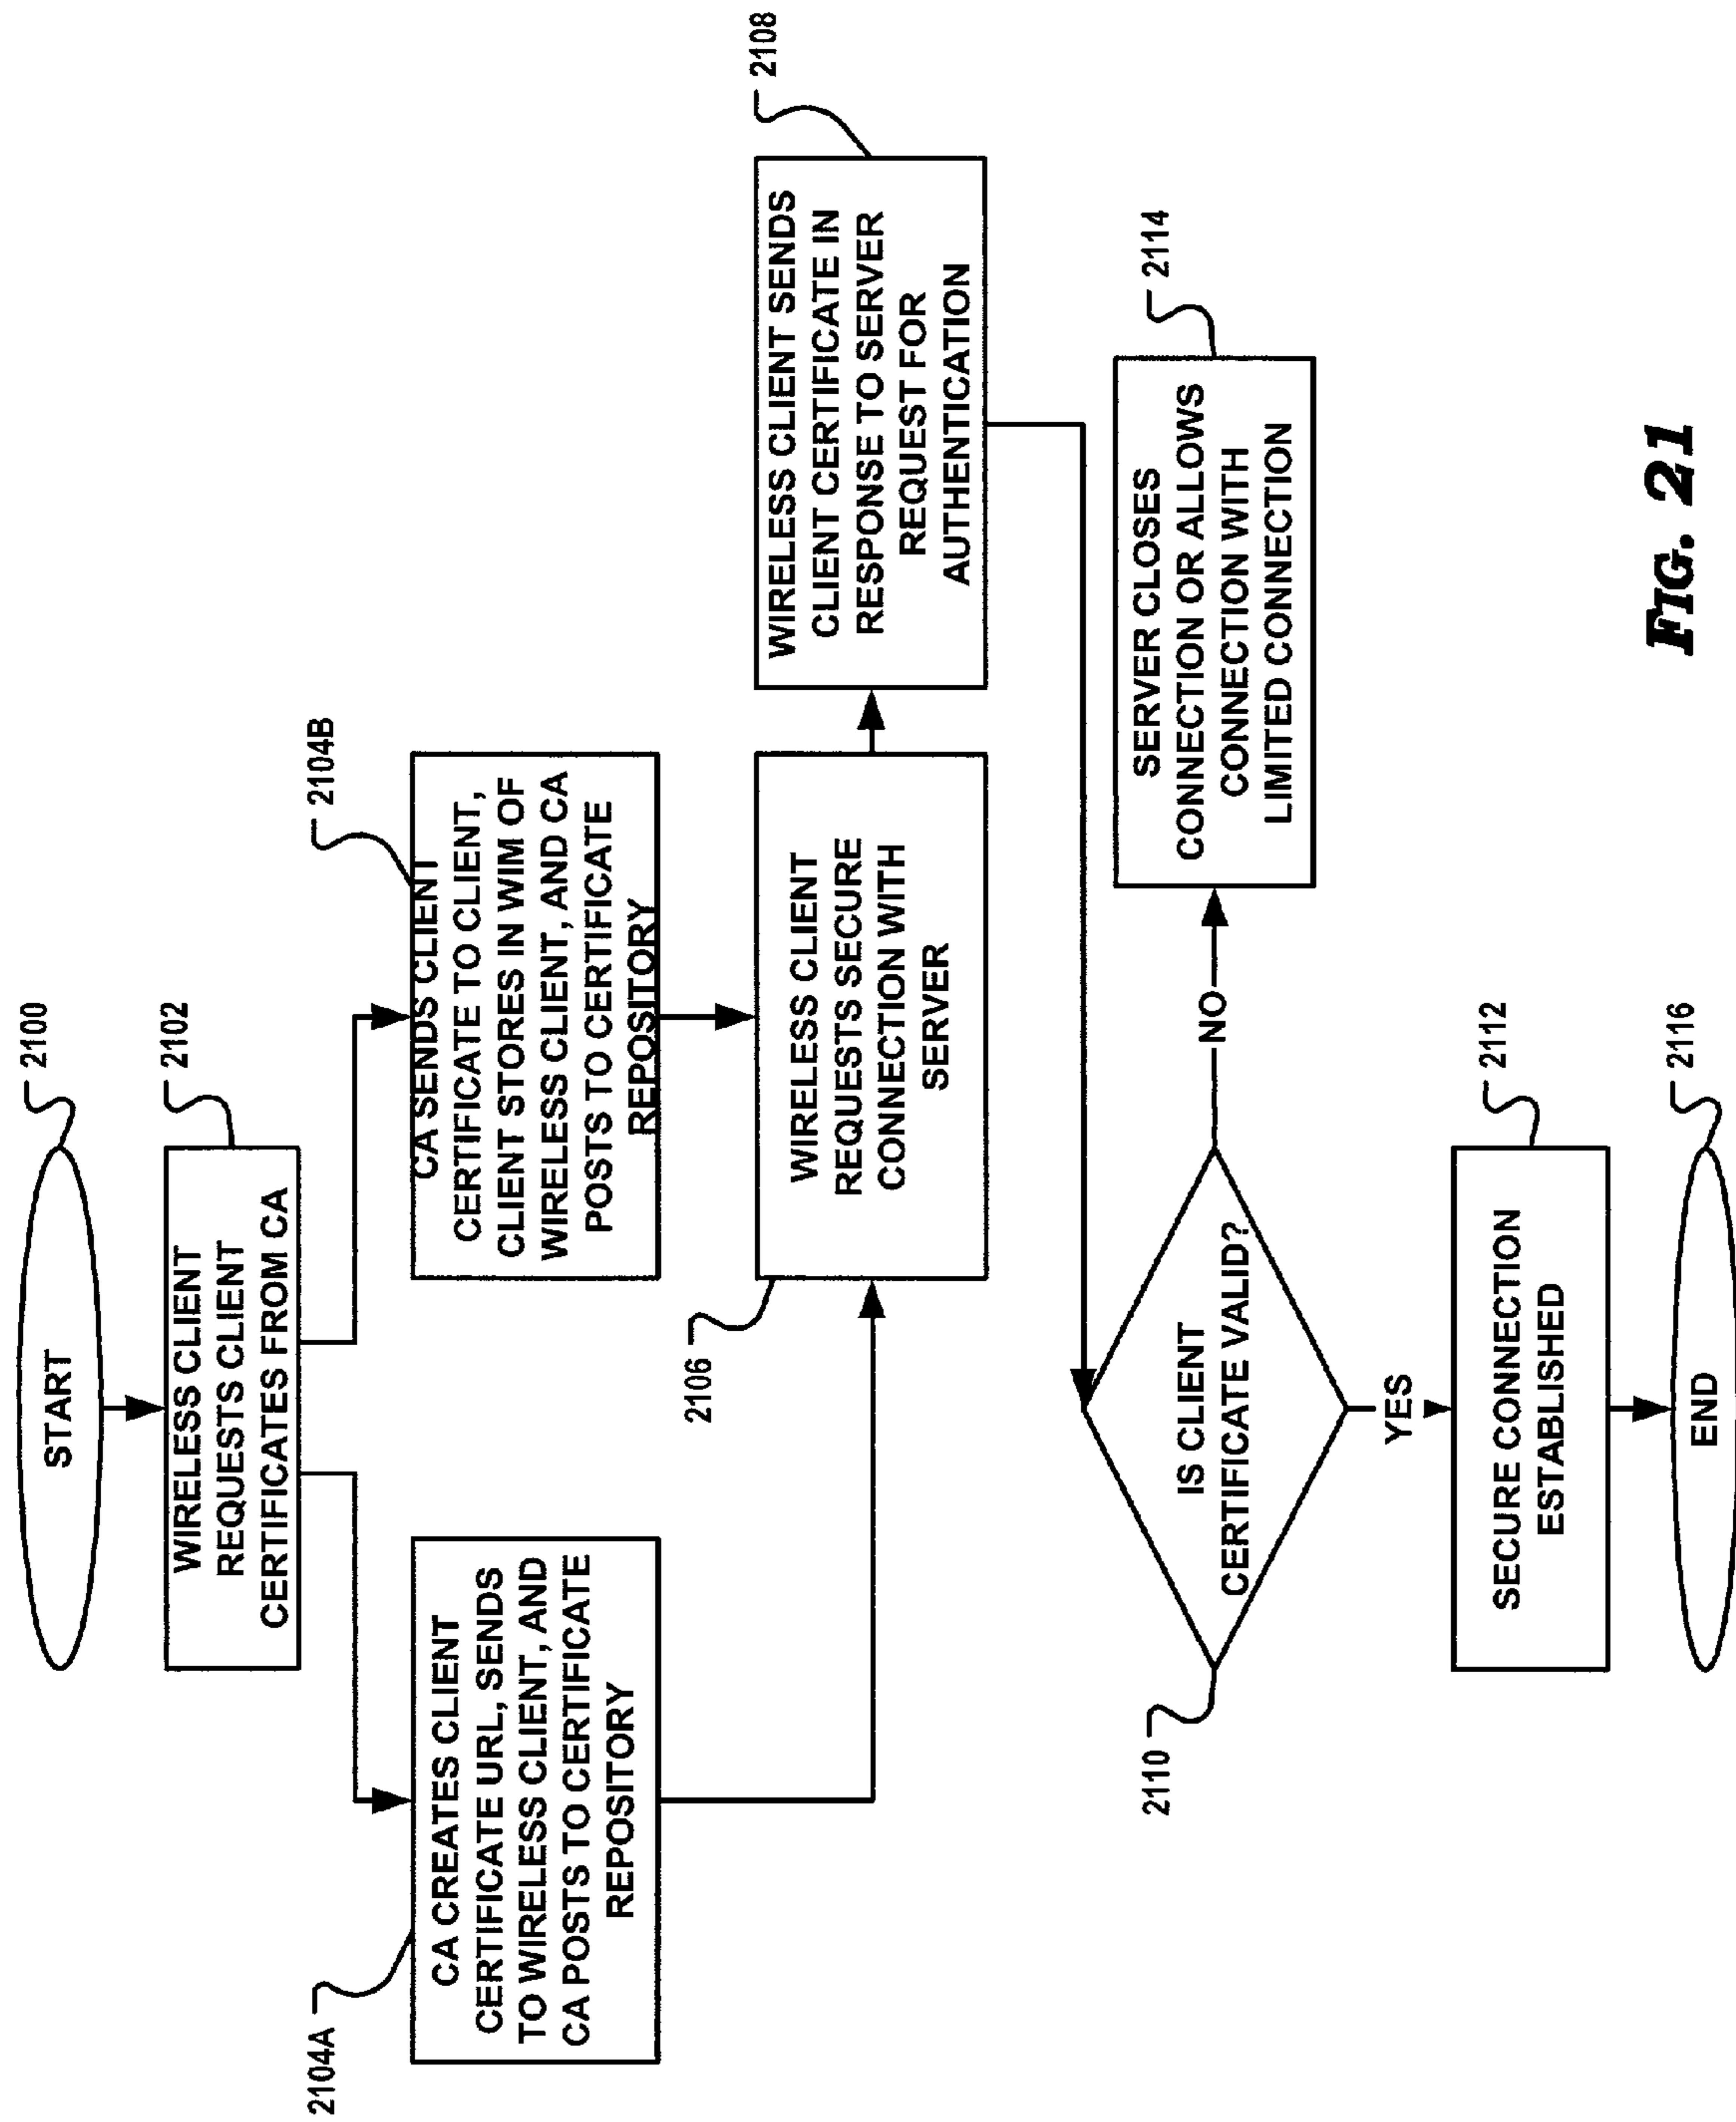 START
2100
WIRELESS CLIENT
REQUESTS CLIENT
CERTIFICATES FROM CA
2102
2104A
CA CREATES CLIENT
CERTIFICATE URL, SENDS
TO WIRELESS CLIENT, AND
CA POSTS TO CERTIFICATE
REPOSITORY
2104B
CA SENDS CLIENT
CERTIFICATE TO CLIENT,
CLIENT STORES IN WIM OF
WIRELESS CLIENT, AND CA
POSTS TO CERTIFICATE
REPOSITORY
2106
WIRELESS CLIENT
REQUESTS SECURE
CONNECTION WITH
SERVER
2108
WIRELESS CLIENT SENDS
CLIENT CERTIFICATE IN
RESPONSE TO SERVER
REQUEST FOR
AUTHENTICATION
2110
IS CLIENT
CERTIFICATE VALID?
NO
2114
SERVER CLOSES
CONNECTION OR ALLOWS
CONNECTION WITH
LIMITED CONNECTION
YES
2112
SECURE CONNECTION
ESTABLISHED
2116
END
FIG. 21